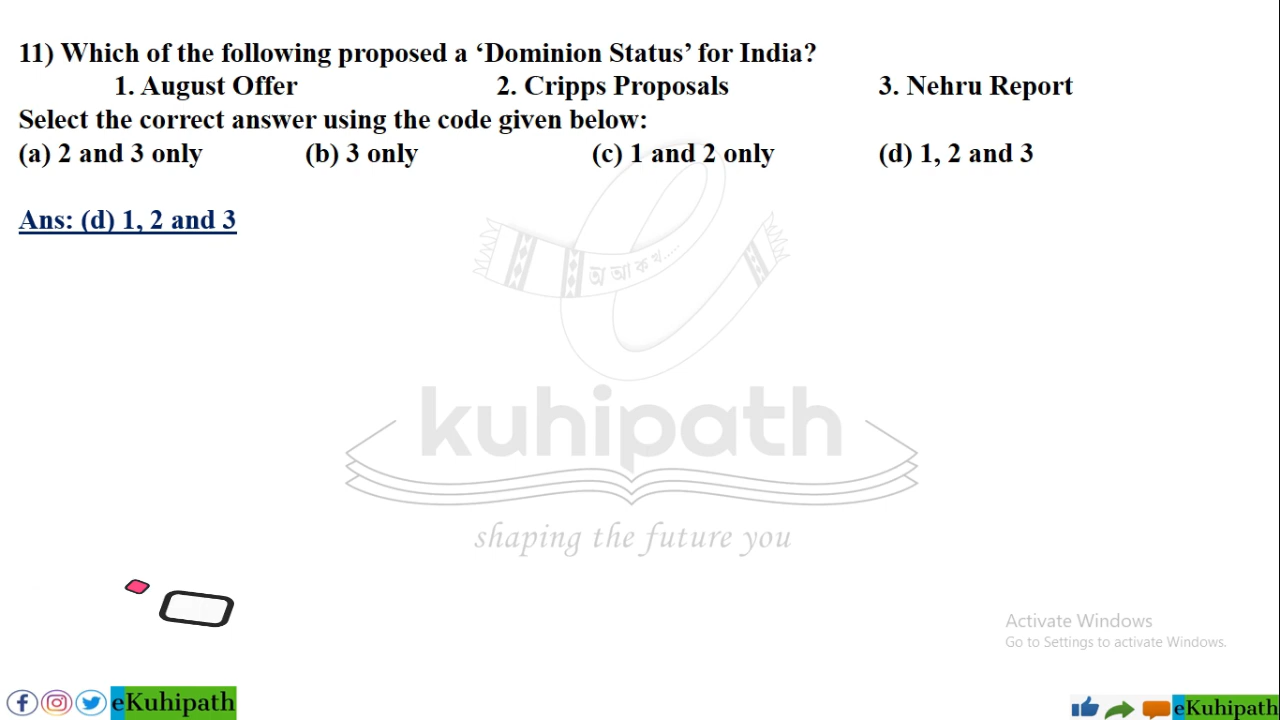 11) Which of the following proposed a ‘Dominion Status’ for India?
1. August Offer 2. Cripps Proposals 3. Nehru Report
Select the correct answer using the code given below:
(a) 2 and 3 only (b) 3 only (c) 1 and 2 only (d) 1, 2 and 3
Ans: (d) 1, 2 and 3
অ আ ক খ.....
kuhipath
shaping the future you
Activate Windows
Go to Settings to activate Windows.
eKuhipath
eKuhipath